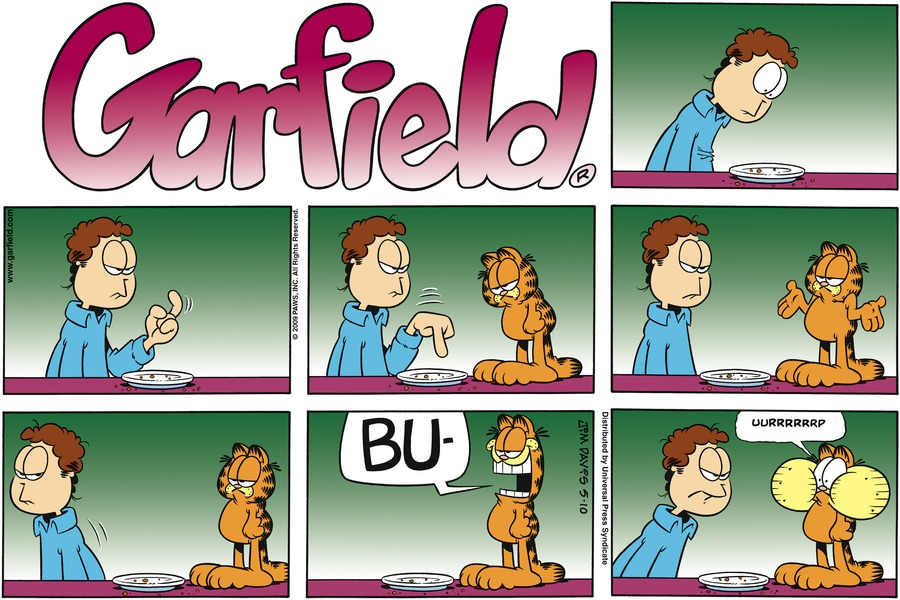 Garfield®
www.garfield.com
© 2009 PAWS, INC. All Rights Reserved.
BU-
JIM DAVIS 5-10
Distributed by Universal Press Syndicate
UURRRRRRP